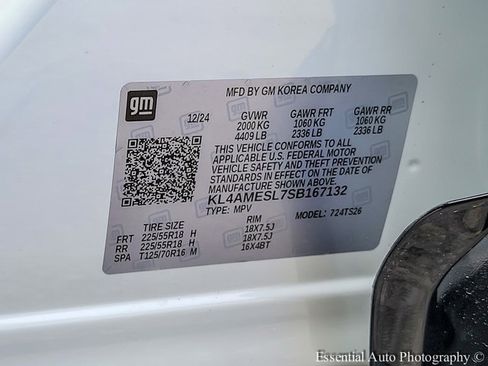 gm
MFD BY GM KOREA COMPANY
12/24 GVWR GAWR FRT GAWR RR
2000 KG 1060 KG 1060 KG
4409 LB 2336 LB 2336 LB
THIS VEHICLE CONFORMS TO ALL
APPLICABLE U.S. FEDERAL MOTOR
VEHICLE SAFETY AND THEFT PREVENTION
STANDARDS IN EFFECT ON THE DATE OF
MANUFACTURE SHOWN ABOVE.
KL4AMESL7SB167132
TYPE: MPV MODEL: 724TS26
TIRE SIZE RIM
FRT 225/55R18 H 18X7.5J
RR 225/55R18 H 18X7.5J
SPA T125/70R16 M 16X4BT
Essential Auto Photography ©